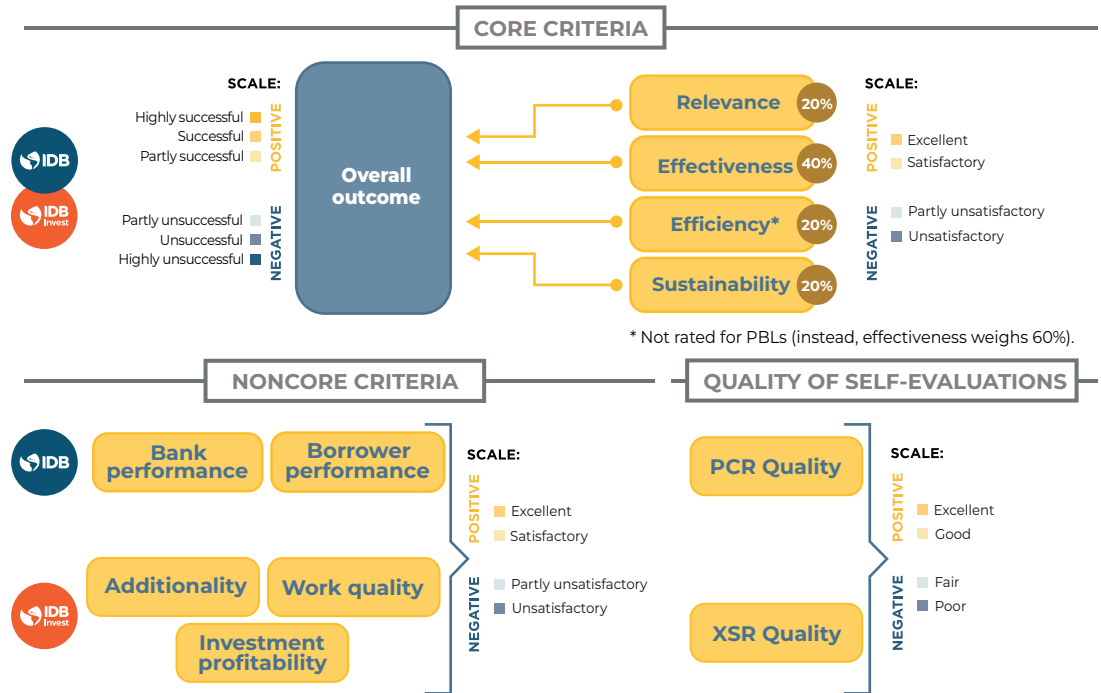 CORE CRITERIA
SCALE:
Highly successful
Successful
Partly successful
POSITIVE
Partly unsuccessful
Unsuccessful
Highly unsuccessful
NEGATIVE
IDB
IDB
Invest
Overall
outcome
Relevance
20%
Effectiveness
40%
Efficiency*
20%
Sustainability
20%
SCALE:
POSITIVE
Excellent
Satisfactory
NEGATIVE
Partly unsatisfactory
Unsatisfactory
* Not rated for PBLs (instead, effectiveness weighs 60%).
NONCORE CRITERIA
IDB
Bank
performance
Borrower
performance
IDB
Invest
Additionality
Work quality
Investment
profitability
SCALE:
POSITIVE
Excellent
Satisfactory
NEGATIVE
Partly unsatisfactory
Unsatisfactory
QUALITY OF SELF-EVALUATIONS
PCR Quality
XSR Quality
SCALE:
POSITIVE
Excellent
Good
NEGATIVE
Fair
Poor